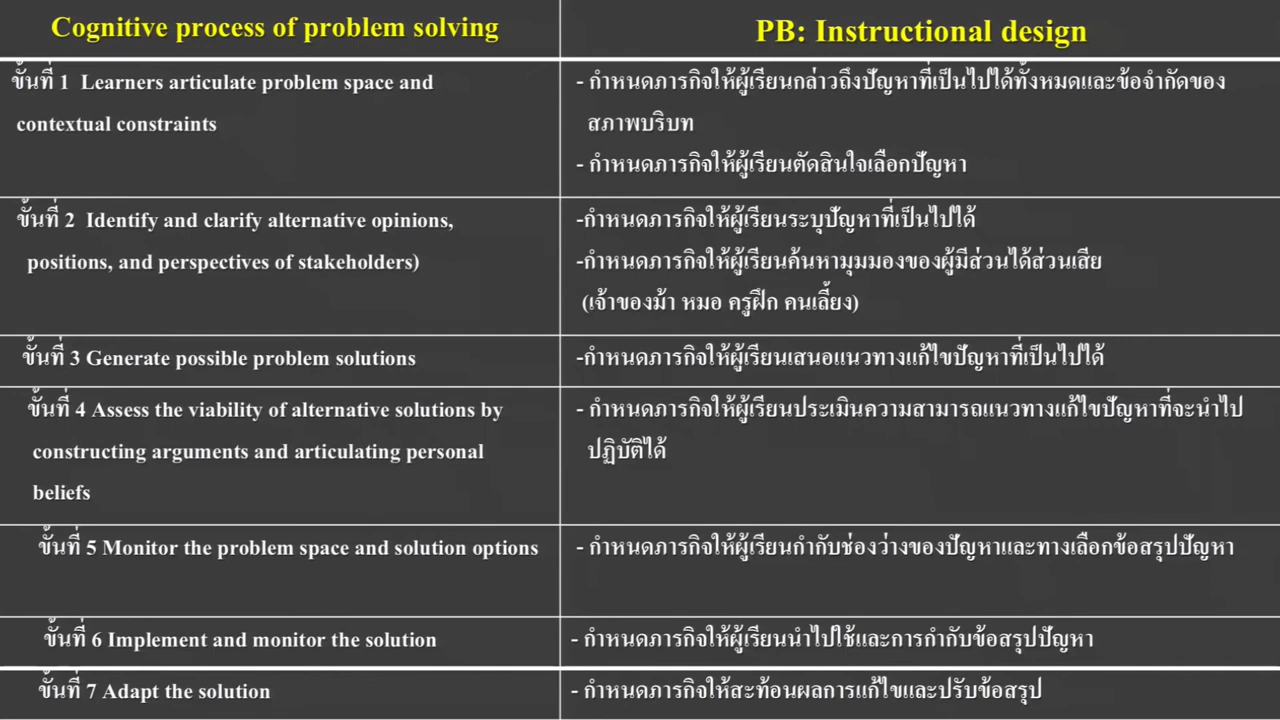 Cognitive process of problem solving
PB: Instructional design
ขั้นที่ 1 Learners articulate problem space and
contextual constraints
- กำหนดภารกิจให้ผู้เรียนกล่าวถึงปัญหาที่เป็นไปได้ทั้งหมดและข้อจำกัดของ
สภาพบริบท
- กำหนดภารกิจให้ผู้เรียนตัดสินใจเลือกปัญหา
ขั้นที่ 2 Identify and clarify alternative opinions,
positions, and perspectives of stakeholders)
-กำหนดภารกิจให้ผู้เรียนระบุปัญหาที่เป็นไปได้
-กำหนดภารกิจให้ผู้เรียนค้นหามุมมองของผู้มีส่วนได้ส่วนเสีย
(เจ้าของม้า หมอ ครูฝึก คนเลี้ยง)
ขั้นที่ 3 Generate possible problem solutions
-กำหนดภารกิจให้ผู้เรียนเสนอแนวทางแก้ไขปัญหาที่เป็นไปได้
ขั้นที่ 4 Assess the viability of alternative solutions by
constructing arguments and articulating personal
beliefs
- กำหนดภารกิจให้ผู้เรียนประเมินความสามารถแนวทางแก้ไขปัญหาที่จะนำไป
ปฏิบัติได้
ขั้นที่ 5 Monitor the problem space and solution options
- กำหนดภารกิจให้ผู้เรียนกำกับช่องว่างของปัญหาและทางเลือกข้อสรุปปัญหา
ขั้นที่ 6 Implement and monitor the solution
- กำหนดภารกิจให้ผู้เรียนนำไปใช้และการกำกับข้อสรุปปัญหา
ขั้นที่ 7 Adapt the solution
- กำหนดภารกิจให้สะท้อนผลการแก้ไขและปรับข้อสรุป